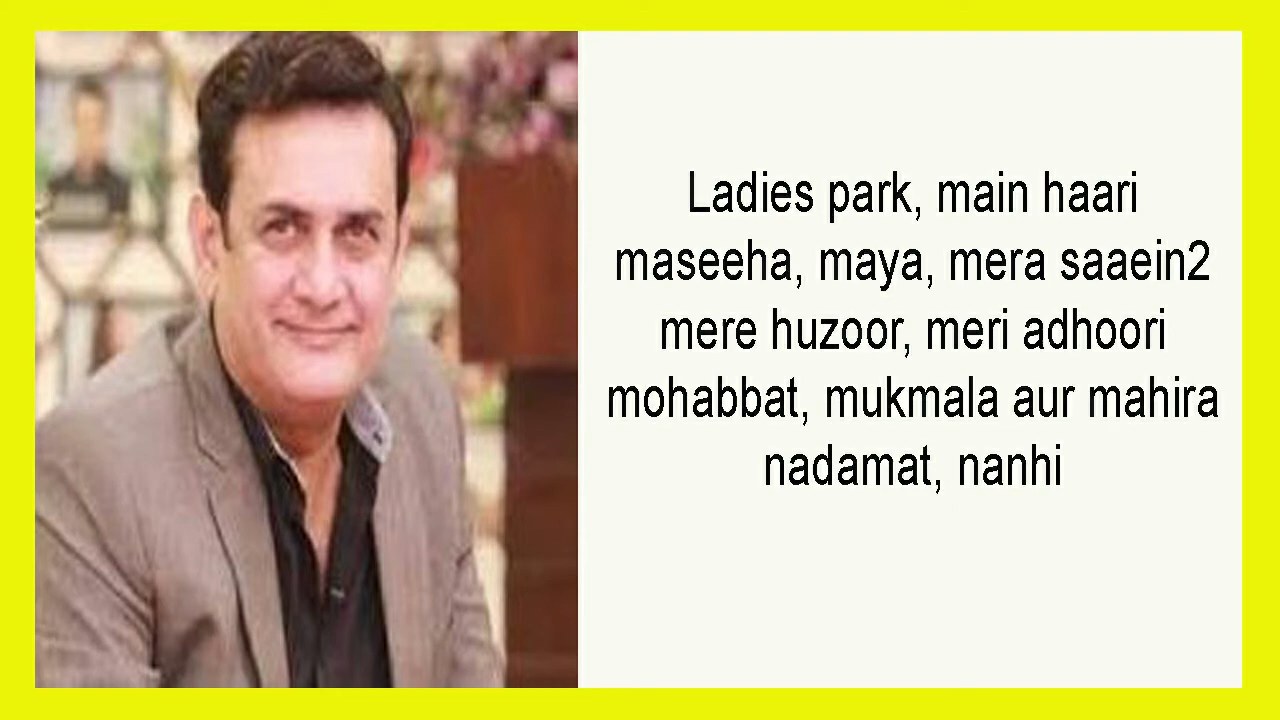 Ladies park, main haari
maseeha, maya, mera saaein2
mere huzoor, meri adhoori
mohabbat, mukmala aur mahira
nadamat, nanhi